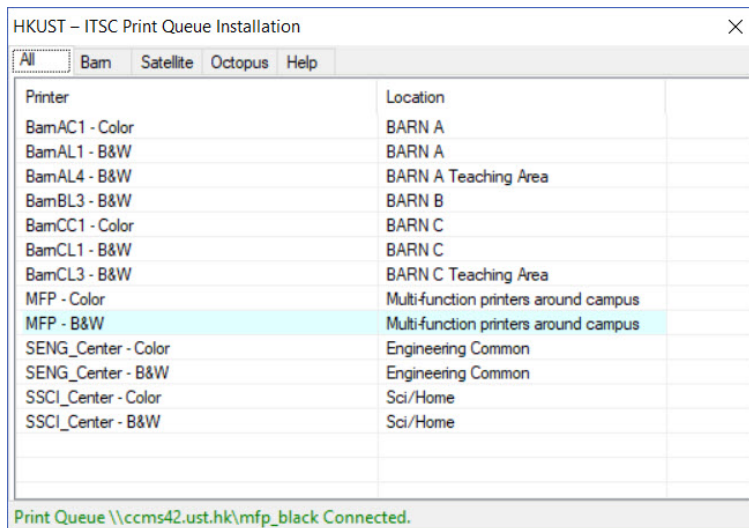 HKUST – ITSC Print Queue Installation
All Barn Satellite Octopus Help
Printer Location
BarnAC1 - Color BARN A
BarnAL1 - B&W BARN A
BarnAL4 - B&W BARN A Teaching Area
BarnBL3 - B&W BARN B
BarnCC1 - Color BARN C
BarnCL1 - B&W BARN C
BarnCL3 - B&W BARN C Teaching Area
MFP - Color Multi-function printers around campus
MFP - B&W Multi-function printers around campus
SENG_Center - Color Engineering Common
SENG_Center - B&W Engineering Common
SSCI_Center - Color Sci/Home
SSCI_Center - B&W Sci/Home
Print Queue \\ccms42.ust.hk\mfp_black Connected.